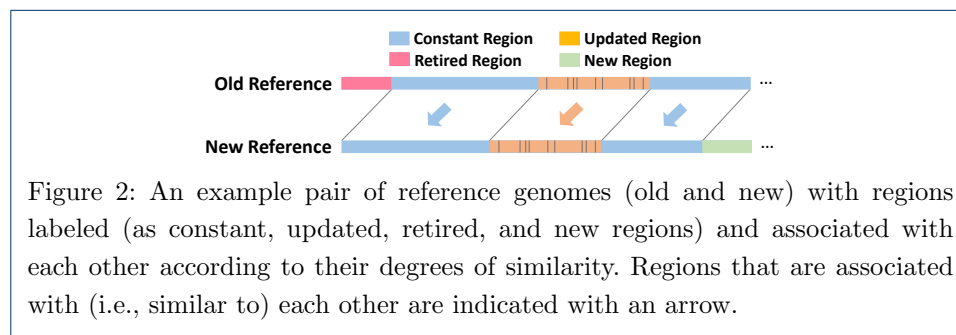 Constant Region
Updated Region
Retired Region
New Region
Old Reference
...
New Reference
...
Figure 2: An example pair of reference genomes (old and new) with regions
labeled (as constant, updated, retired, and new regions) and associated with
each other according to their degrees of similarity. Regions that are associated
with (i.e., similar to) each other are indicated with an arrow.